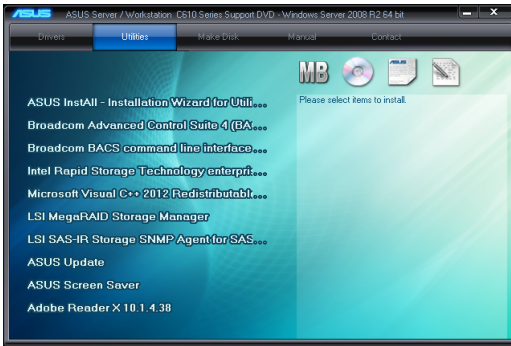 ASUS ASUS Server / Workstation C610 Series Support DVD - Windows Server 2008 R2 64 bit
Drivers Utilities Make Disk Manual Contact
MB
ASUS InstAll - Installation Wizard for Utili...
Please select items to install.
Broadcom Advanced Control Suite 4 (BA...
Broadcom BACS command line interface...
Intel Rapid Storage Technology enterpri...
Microsoft Visual C++ 2012 Redistributabl...
LSI MegaRAID Storage Manager
LSI SAS-IR Storage SNMP Agent for SAS...
ASUS Update
ASUS Screen Saver
Adobe Reader X 10.1.4.38